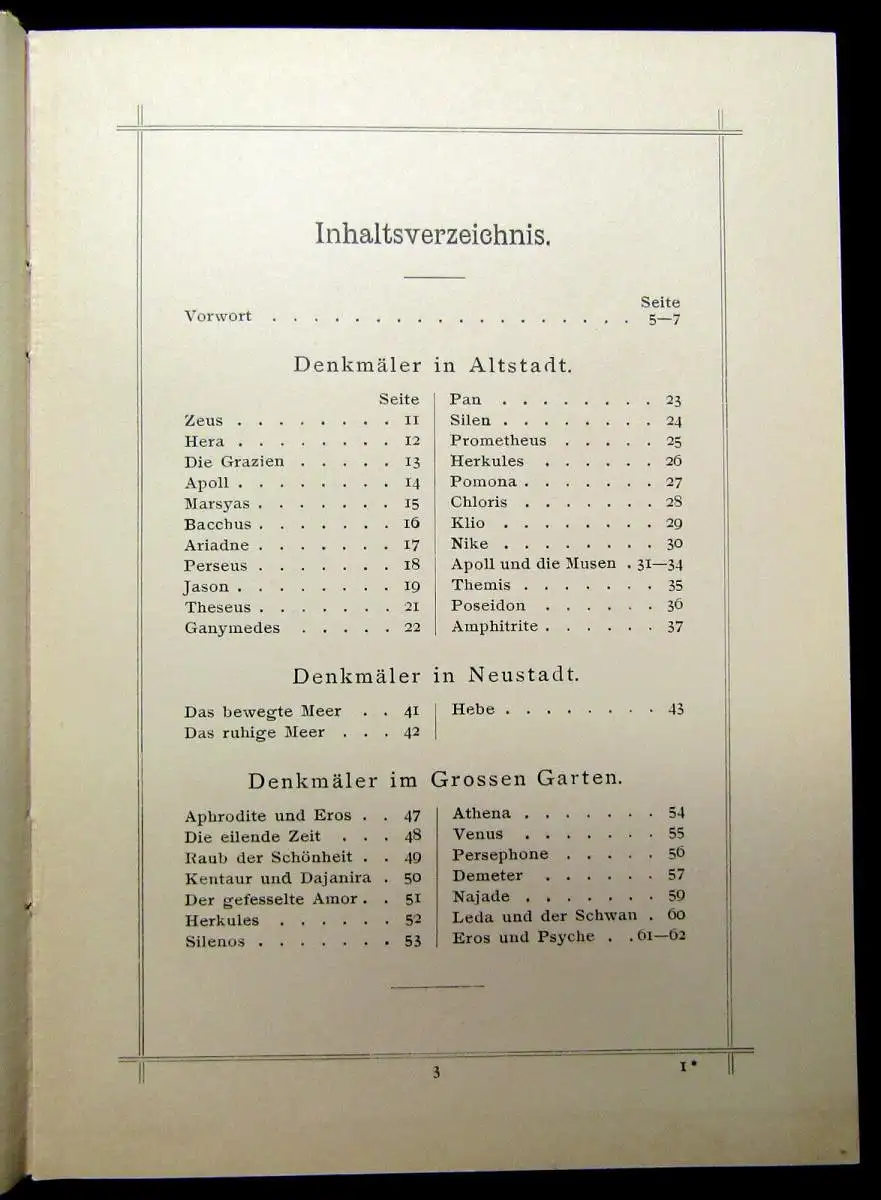 Inhaltsverzeichnis.
Seite
Vorwort . . . . . . . . . . . . . . . . . . 5—7
Denkmäler in Altstadt.
Seite
Zeus . . . . . . . . 11
Hera . . . . . . . . 12
Die Grazien . . . . . 13
Apoll . . . . . . . . 14
Marsyas . . . . . . . 15
Bacchus . . . . . . . 16
Ariadne . . . . . . . 17
Perseus . . . . . . . 18
Jason . . . . . . . . 19
Theseus . . . . . . . 21
Ganymedes . . . . . 22
Pan . . . . . . . . 23
Silen . . . . . . . . 24
Prometheus . . . . . 25
Herkules . . . . . . 26
Pomona . . . . . . . 27
Chloris . . . . . . . 28
Klio . . . . . . . . 29
Nike . . . . . . . . 30
Apoll und die Musen . 31—34
Themis . . . . . . . 35
Poseidon . . . . . . 36
Amphitrite . . . . . . 37
Denkmäler in Neustadt.
Das bewegte Meer . . 41
Das ruhige Meer . . . 42
Hebe . . . . . . . . 43
Denkmäler im Grossen Garten.
Aphrodite und Eros . . 47
Die eilende Zeit . . . 48
Raub der Schönheit . . 49
Kentaur und Dajanira . 50
Der gefesselte Amor . . 51
Herkules . . . . . . 52
Silenos . . . . . . . 53
Athena . . . . . . . 54
Venus . . . . . . . 55
Persephone . . . . . 56
Demeter . . . . . . 57
Najade . . . . . . . 59
Leda und der Schwan . 60
Eros und Psyche . . 61—62
3
1*